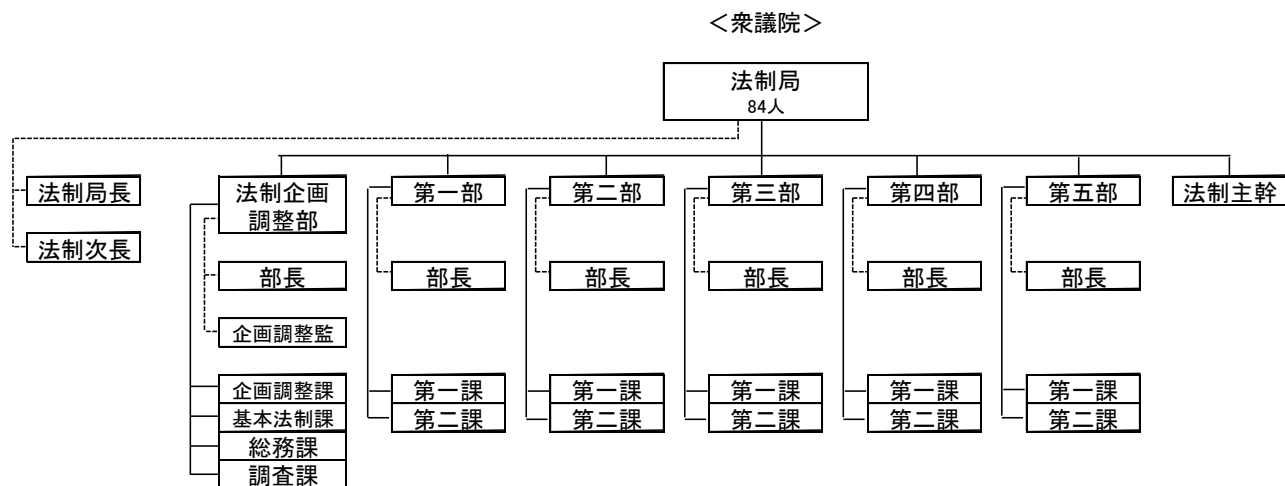 ＜衆議院＞
法制局
84人
法制局長
法制企画
調整部
第一部
第二部
第三部
第四部
第五部
法制主幹
法制次長
部長
部長
部長
部長
部長
部長
企画調整監
企画調整課
第一課
第一課
第一課
第一課
第一課
基本法制課
第二課
第二課
第二課
第二課
第二課
総務課
調査課